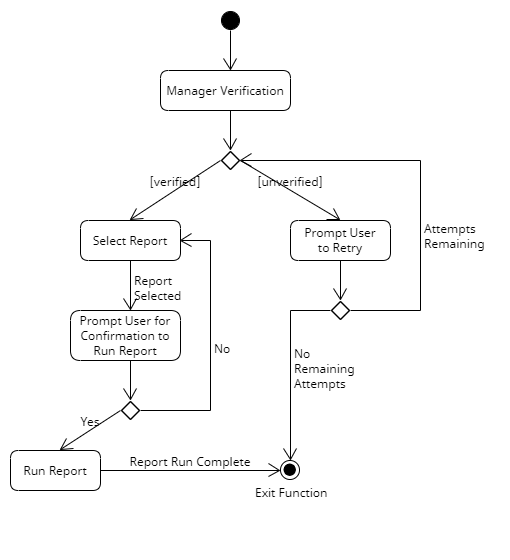 Manager Verification
[verified]
[unverified]
Select Report
Prompt User
to Retry
Attempts
Remaining
Report
Selected
Prompt User for
Confirmation to
Run Report
No
No
Remaining
Attempts
Yes
Run Report
Report Run Complete
Exit Function